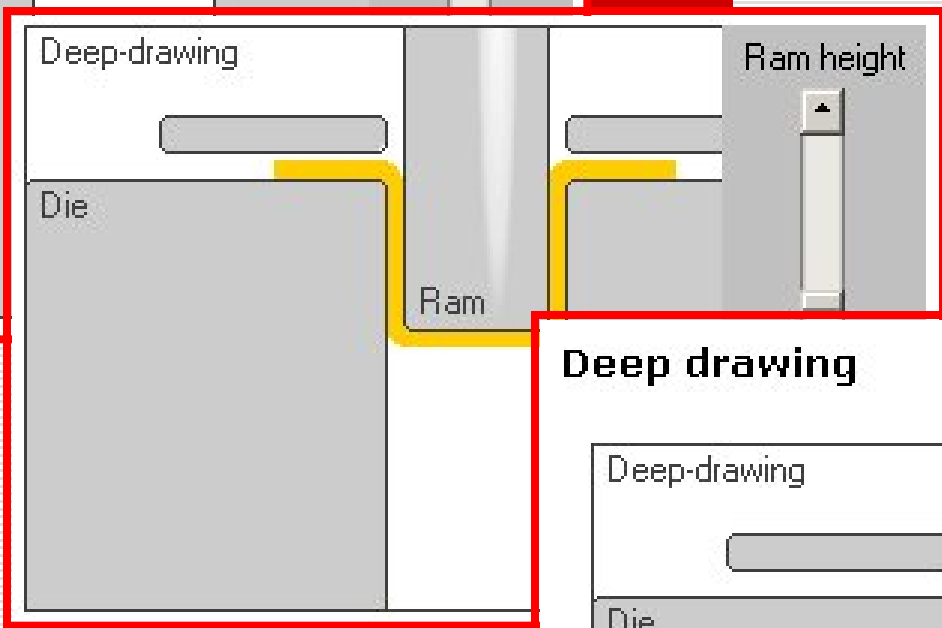 Deep-drawing
Ram height
Die
Ram
Deep drawing
Deep-drawing
Die